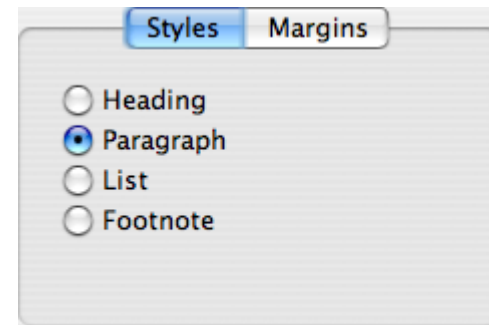 Styles Margins
Heading
Paragraph
List
Footnote